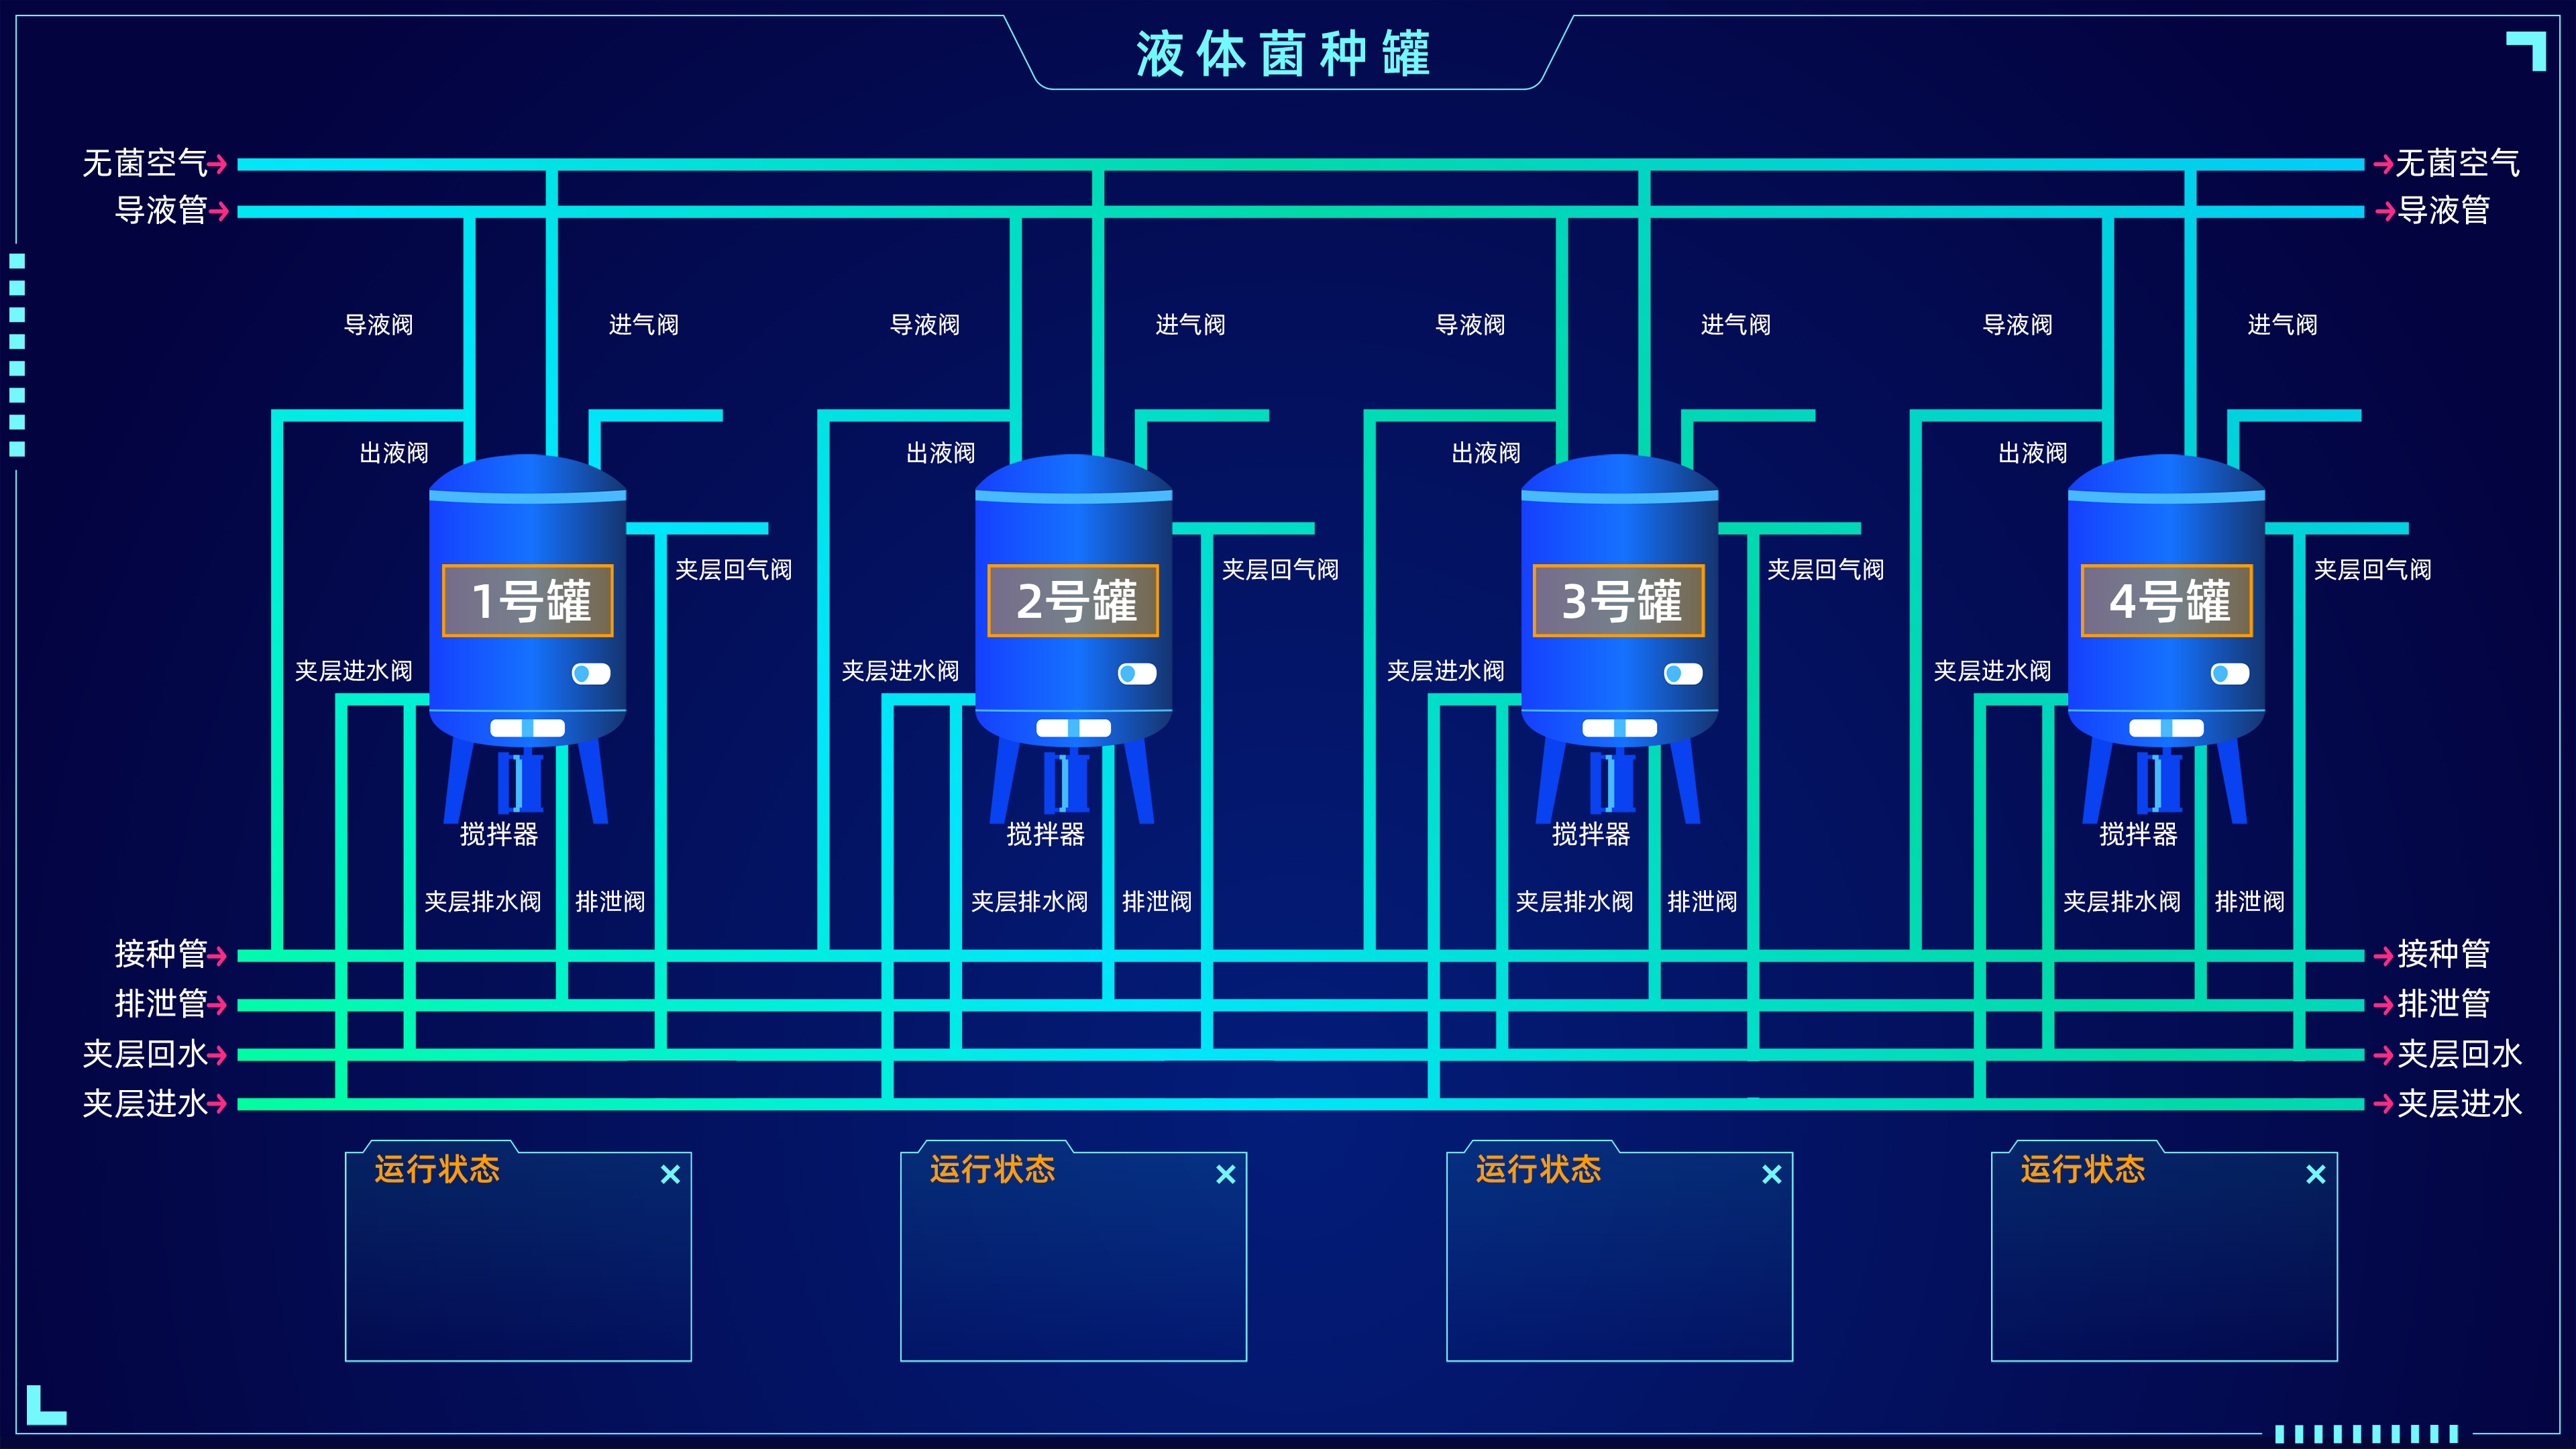 液体菌种罐
无菌空气 无菌空气
导液管 导液管
导液阀 进气阀 导液阀 进气阀 导液阀 进气阀 导液阀 进气阀
出液阀 出液阀 出液阀 出液阀
夹层回气阀 夹层回气阀 夹层回气阀 夹层回气阀
1号罐 2号罐 3号罐 4号罐
夹层进水阀 夹层进水阀 夹层进水阀 夹层进水阀
搅拌器 搅拌器 搅拌器 搅拌器
夹层排水阀 排泄阀 夹层排水阀 排泄阀 夹层排水阀 排泄阀 夹层排水阀 排泄阀
接种管 接种管
排泄管 排泄管
夹层回水 夹层回水
夹层进水 夹层进水
运行状态 运行状态 运行状态 运行状态